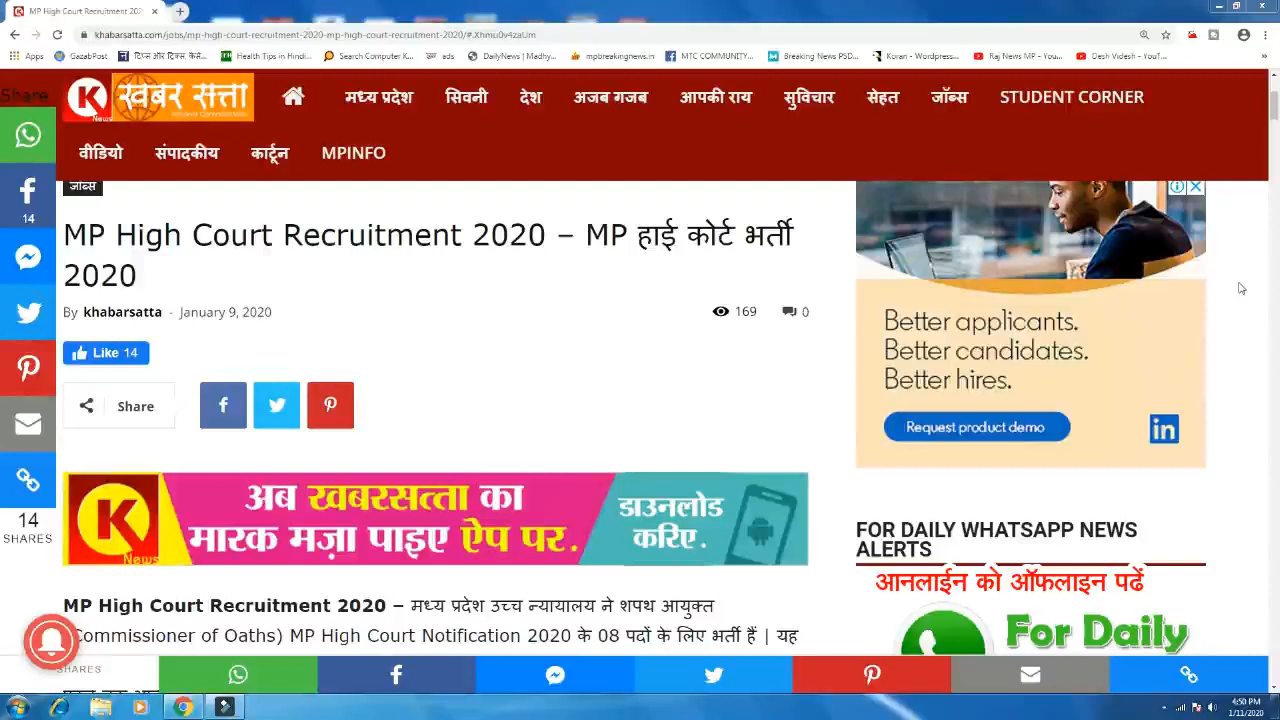 MP High Court Recruitment 2020
khabarsatta.com/jobs/mp-high-court-recruitment-2020-mp-high-court-recruitment-2020/#.Xhmu0v4zaUm
Apps GazabPost टिप्स और ट्रिक्स, कैसे... Health Tips in Hindi... Search Computer K... ads DailyNews | Madhy... mpbreakingnews.in MTC COMMUNITY... Breaking News PSD... Koran - Wordpress... Raj News MP - You... Desh Videsh - YouT...
Share
K News खबर सत्ता
मध्य प्रदेश सिवनी देश अजब गजब आपकी राय सुविचार सेहत जॉब्स STUDENT CORNER
वीडियो संपादकीय कार्टून MPINFO
जॉब्स
MP High Court Recruitment 2020 – MP हाई कोर्ट भर्ती
2020
By khabarsatta - January 9, 2020 169 0
Like 14
Share
14
14
SHARES
Better applicants.
Better candidates.
Better hires.
Request product demo
in
K News
अब खबरसत्ता का
मारक मज़ा पाइए ऐप पर.
डाउनलोड
करिए.
FOR DAILY WHATSAPP NEWS
ALERTS
आनलाईन को ऑफलाइन पढें
For Daily
MP High Court Recruitment 2020 – मध्य प्रदेश उच्च न्यायालय ने शपथ आयुक्त
Commissioner of Oaths) MP High Court Notification 2020 के 08 पदों के लिए भर्ती हैं | यह
SHARES
4:50 PM
1/11/2020